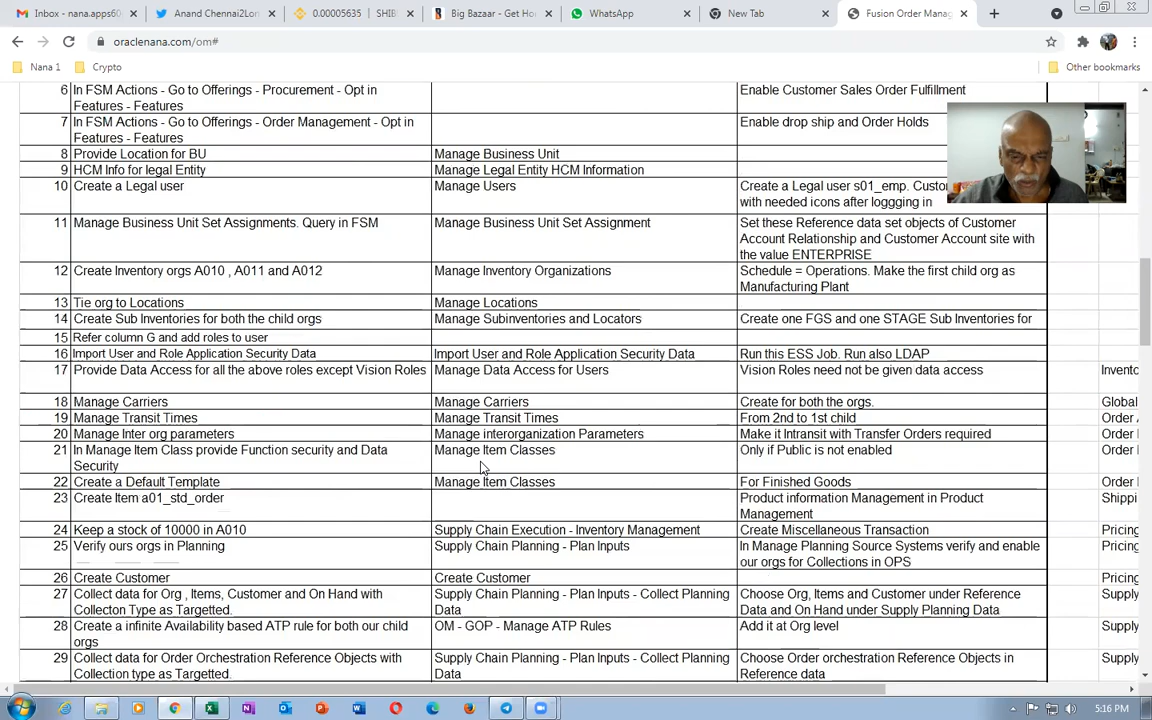 Inbox - nana.apps60
Anand Chennai2Lon
0.00005635 | SHIB
Big Bazaar - Get Ho
WhatsApp
New Tab
Fusion Order Mana
oraclenana.com/om#
Nana 1
Crypto
Other bookmarks
6 In FSM Actions - Go to Offerings - Procurement - Opt in Enable Customer Sales Order Fulfillment
Features - Features
7 In FSM Actions - Go to Offerings - Order Management - Opt in Enable drop ship and Order Holds
Features - Features
8 Provide Location for BU Manage Business Unit
9 HCM Info for legal Entity Manage Legal Entity HCM Information
10 Create a Legal user Manage Users Create a Legal user s01_emp. Custo
with needed icons after loggging in
11 Manage Business Unit Set Assignments. Query in FSM Manage Business Unit Set Assignment Set these Reference data set objects of Customer
Account Relationship and Customer Account site with
the value ENTERPRISE
12 Create Inventory orgs A010 , A011 and A012 Manage Inventory Organizations Schedule = Operations. Make the first child org as
Manufacturing Plant
13 Tie org to Locations Manage Locations
14 Create Sub Inventories for both the child orgs Manage Subinventories and Locators Create one FGS and one STAGE Sub Inventories for
15 Refer column G and add roles to user
16 Import User and Role Application Security Data Import User and Role Application Security Data Run this ESS Job. Run also LDAP
17 Provide Data Access for all the above roles except Vision Roles Manage Data Access for Users Vision Roles need not be given data access Invento
18 Manage Carriers Manage Carriers Create for both the orgs. Global
19 Manage Transit Times Manage Transit Times From 2nd to 1st child Order A
20 Manage Inter org parameters Manage interorganization Parameters Make it Intransit with Transfer Orders required Order
21 In Manage Item Class provide Function security and Data Manage Item Classes Only if Public is not enabled Order
Security
22 Create a Default Template Manage Item Classes For Finished Goods Order
23 Create Item a01_std_order Product information Management in Product Shippi
Management
24 Keep a stock of 10000 in A010 Supply Chain Execution - Inventory Management Create Miscellaneous Transaction Pricing
25 Verify ours orgs in Planning Supply Chain Planning - Plan Inputs In Manage Planning Source Systems verify and enable Pricing
our orgs for Collections in OPS
26 Create Customer Create Customer Pricing
27 Collect data for Org , Items, Customer and On Hand with Supply Chain Planning - Plan Inputs - Collect Planning Choose Org, Items and Customer under Reference Supply
Collecton Type as Targetted. Data Data and On Hand under Supply Planning Data
28 Create a infinite Availability based ATP rule for both our child OM - GOP - Manage ATP Rules Add it at Org level Supply
orgs
29 Collect data for Order Orchestration Reference Objects with Supply Chain Planning - Plan Inputs - Collect Planning Choose Order orchestration Reference Objects in Supply
Collection type as Targetted. Data Reference data
5:16 PM